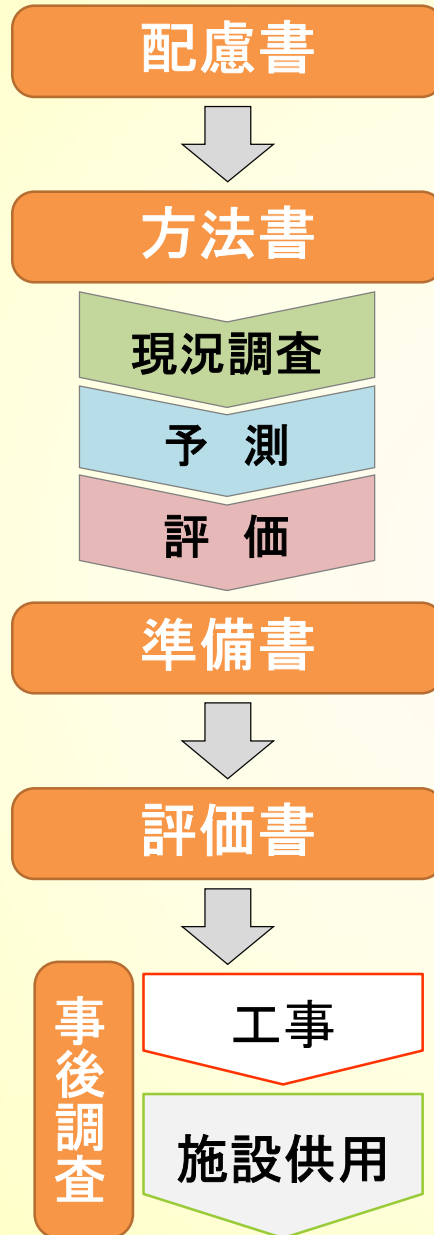 配慮書
方法書
現況調査
予 測
評 価
準備書
評価書
事後調査
工事
施設供用